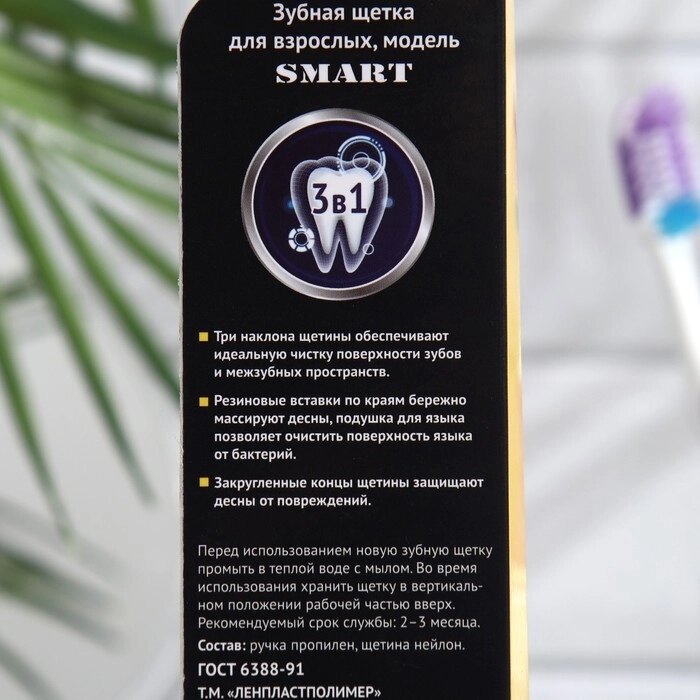 Зубная щетка
для взрослых, модель
SMART
3в1
Три наклона щетины обеспечивают
идеальную чистку поверхности зубов
и межзубных пространств.
Резиновые вставки по краям бережно
массируют десны, подушка для языка
позволяет очистить поверхность языка
от бактерий.
Закругленные концы щетины защищают
десны от повреждений.
Перед использованием новую зубную щетку
промыть в теплой воде с мылом. Во время
использования хранить щетку в вертикаль-
ном положении рабочей частью вверх.
Рекомендуемый срок службы: 2–3 месяца.
Состав: ручка пропилен, щетина нейлон.
ГОСТ 6388-91
Т.М. «ЛЕНПЛАСТПОЛИМЕР»